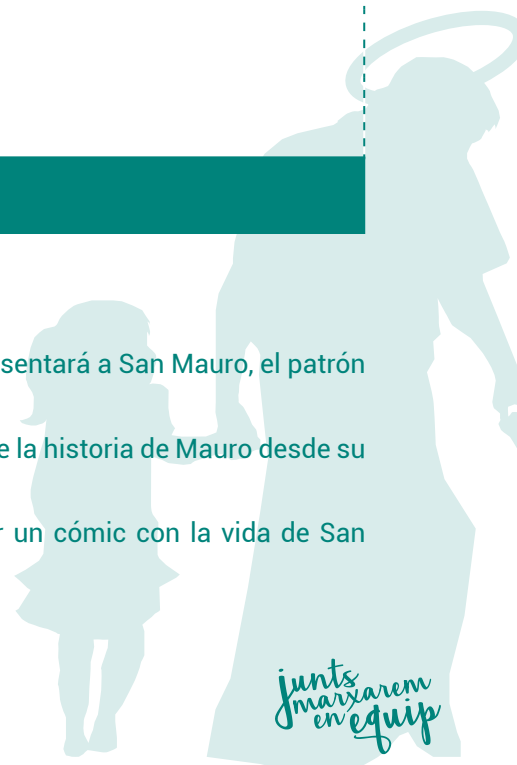 sentará a San Mauro, el patrón
e la historia de Mauro desde su
r un cómic con la vida de San
junts
marxarem
en equip